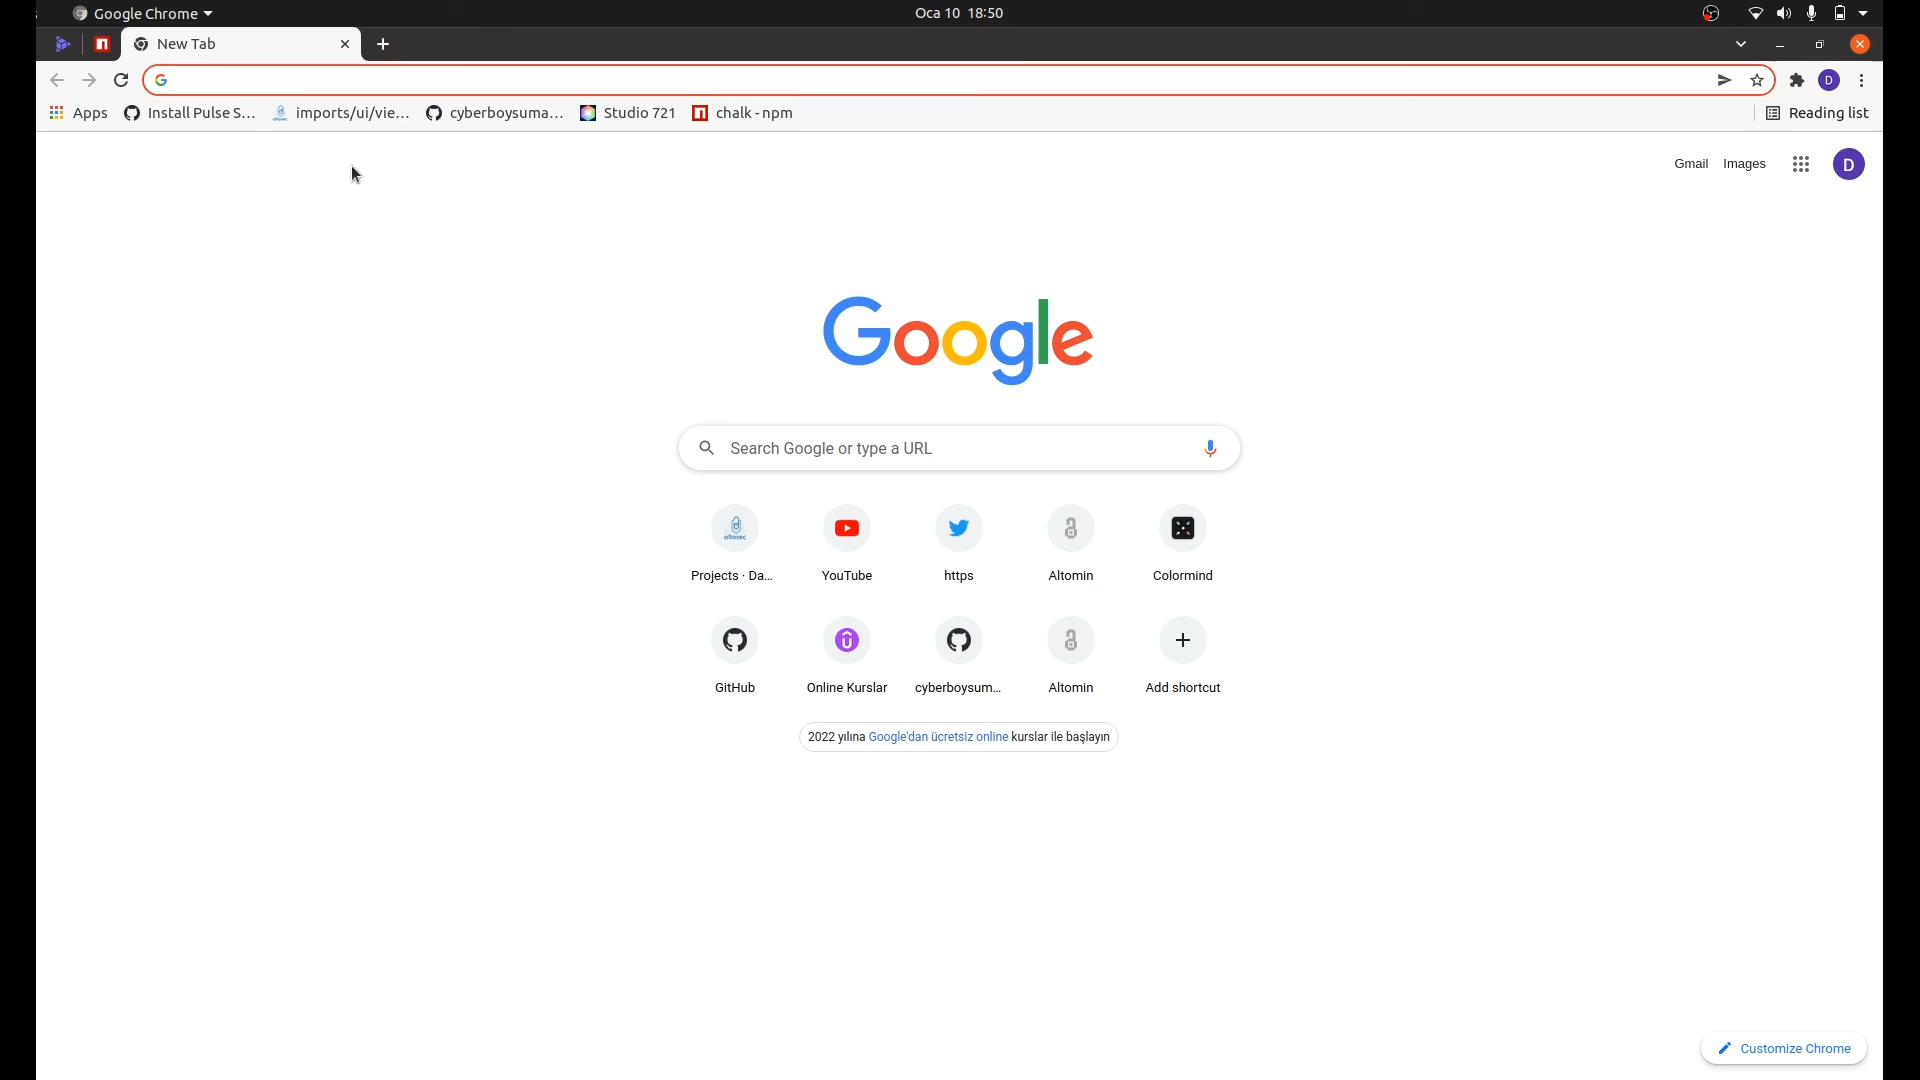 Google Chrome
Oca 10 18:50
New Tab
Apps
Install Pulse S...
imports/ui/vie...
cyberboysuma...
Studio 721
chalk - npm
Reading list
D
Gmail
Images
D
Google
Search Google or type a URL
altosec
Projects · Da...
YouTube
https
Altomin
Colormind
GitHub
Online Kurslar
cyberboysum...
Altomin
Add shortcut
2022 yılına Google'dan ücretsiz online kurslar ile başlayın
Customize Chrome